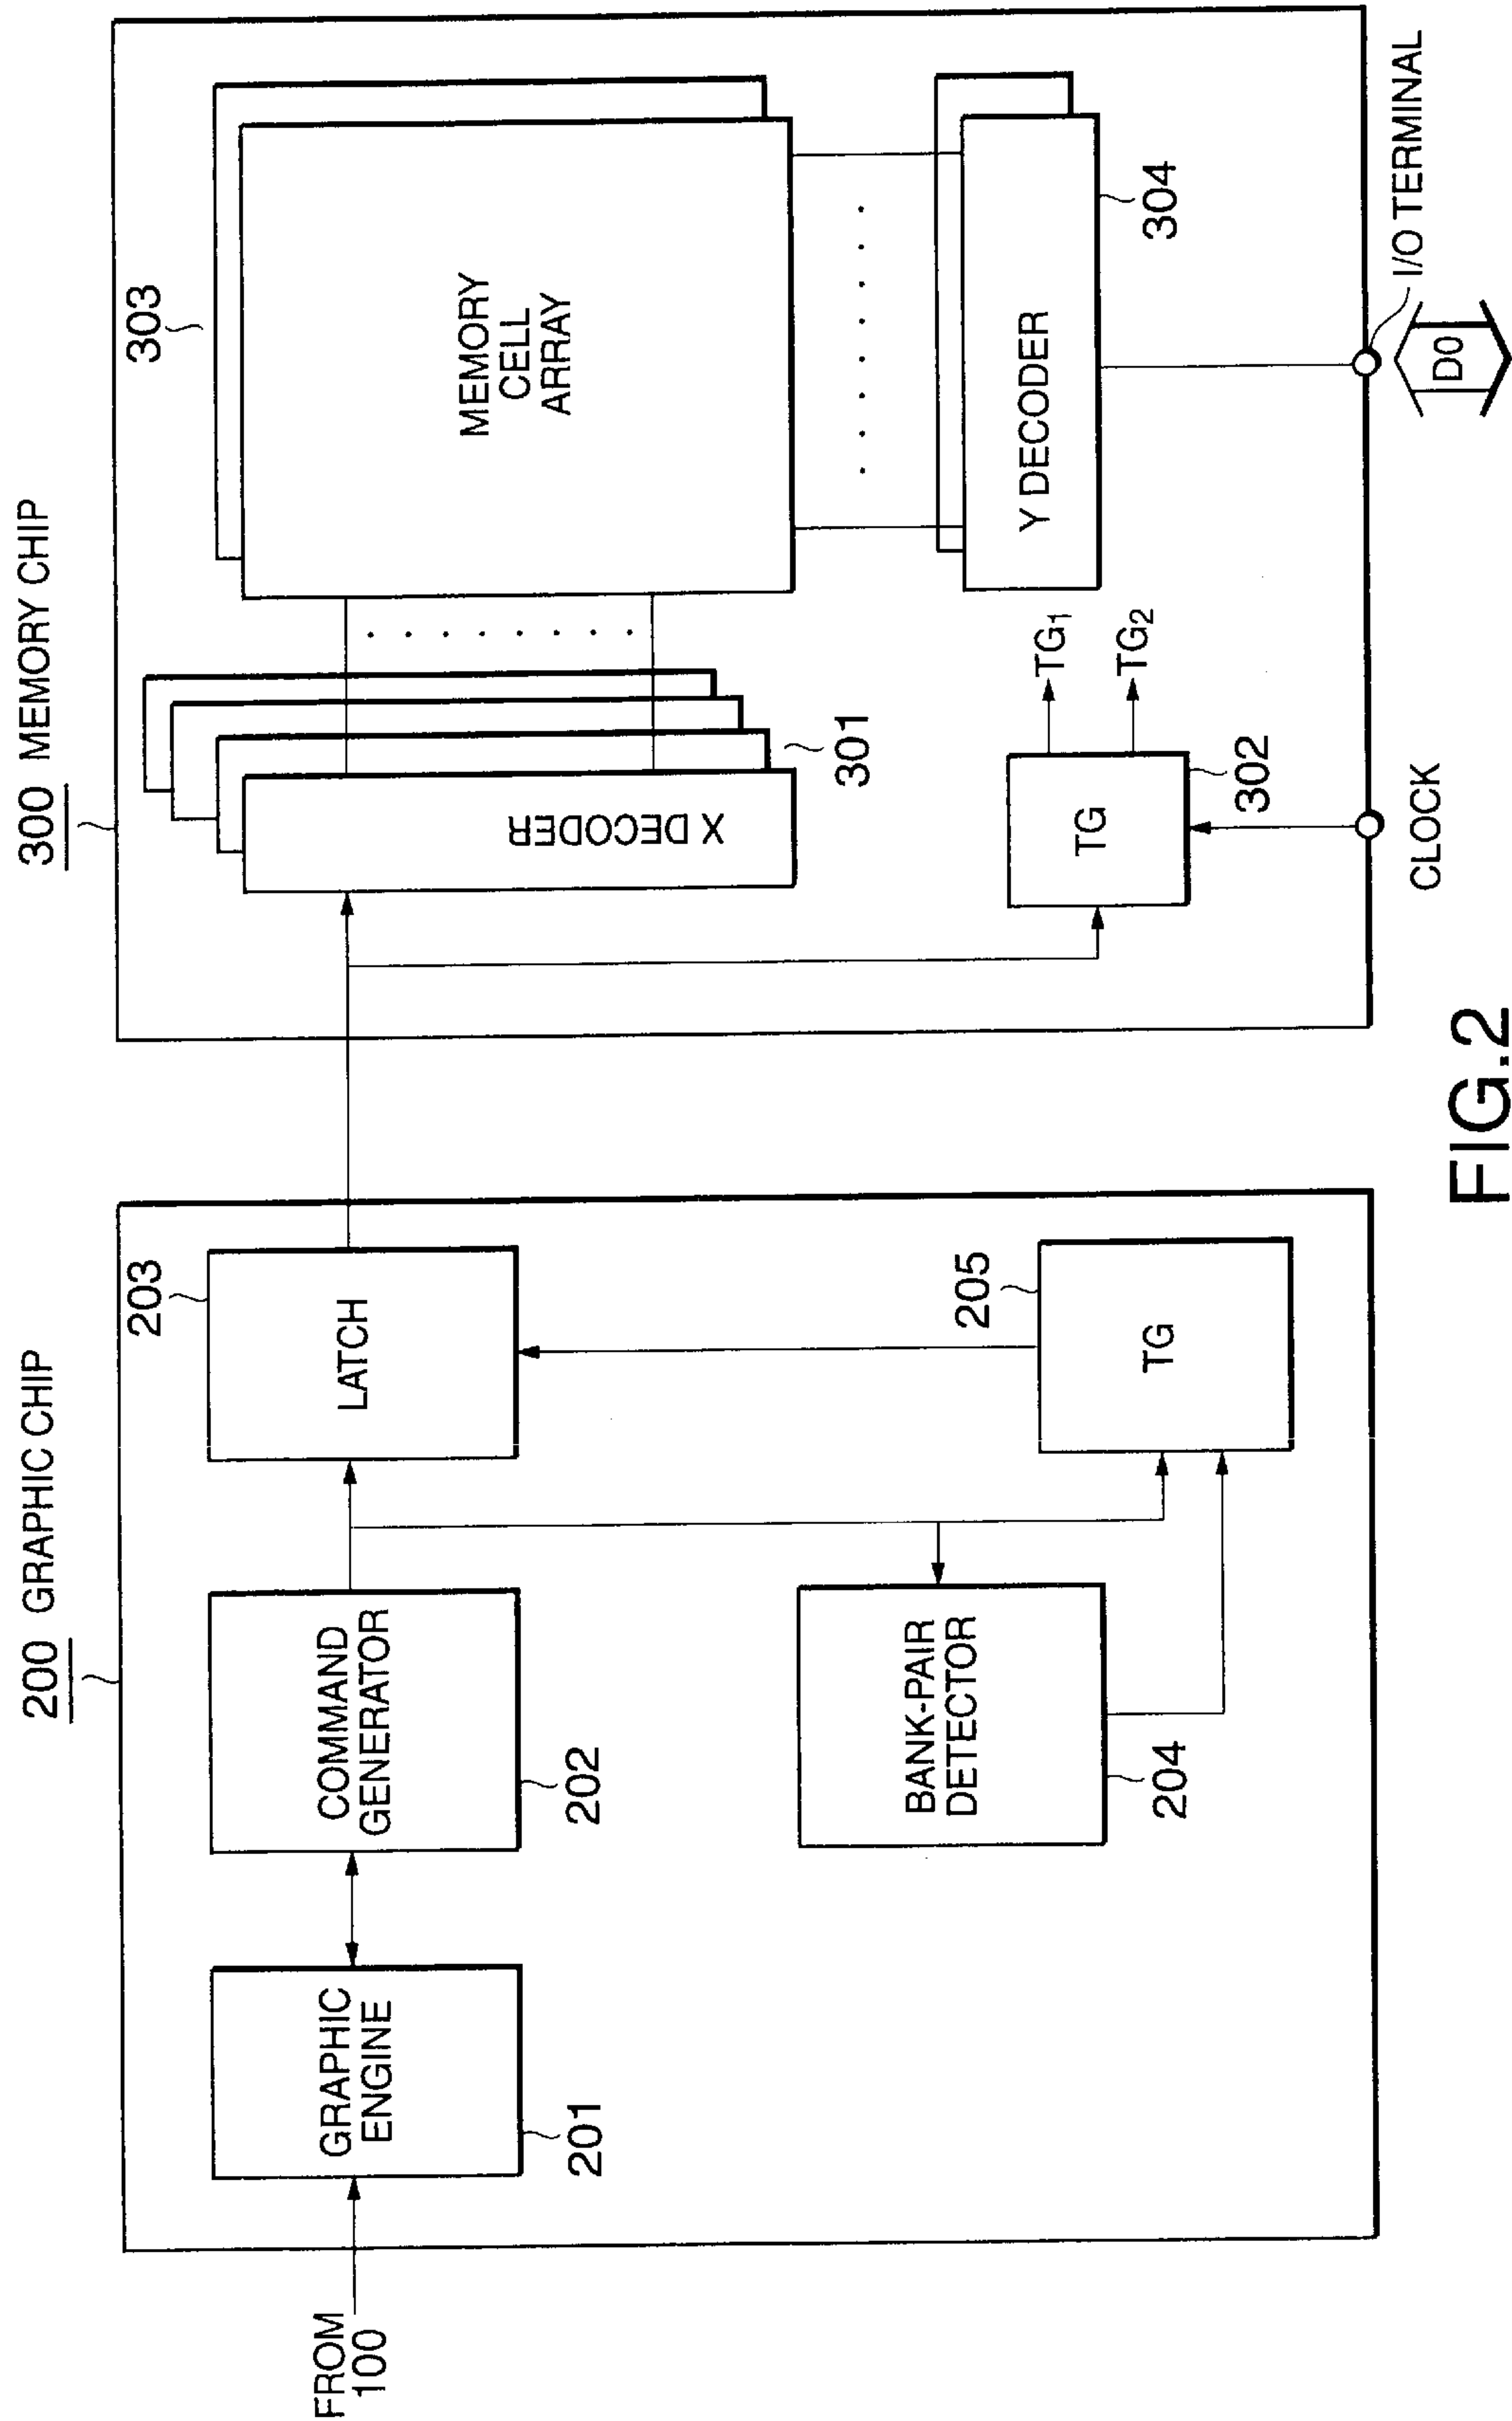 200 GRAPHIC CHIP
300 MEMORY CHIP
FROM
100
GRAPHIC
ENGINE
201
COMMAND
GENERATOR
202
LATCH
203
BANK-PAIR
DETECTOR
204
TG
205
X DECODER
301
MEMORY
CELL
ARRAY
303
TG
302
TG1
TG2
Y DECODER
304
CLOCK
I/O TERMINAL
D0
FIG.2